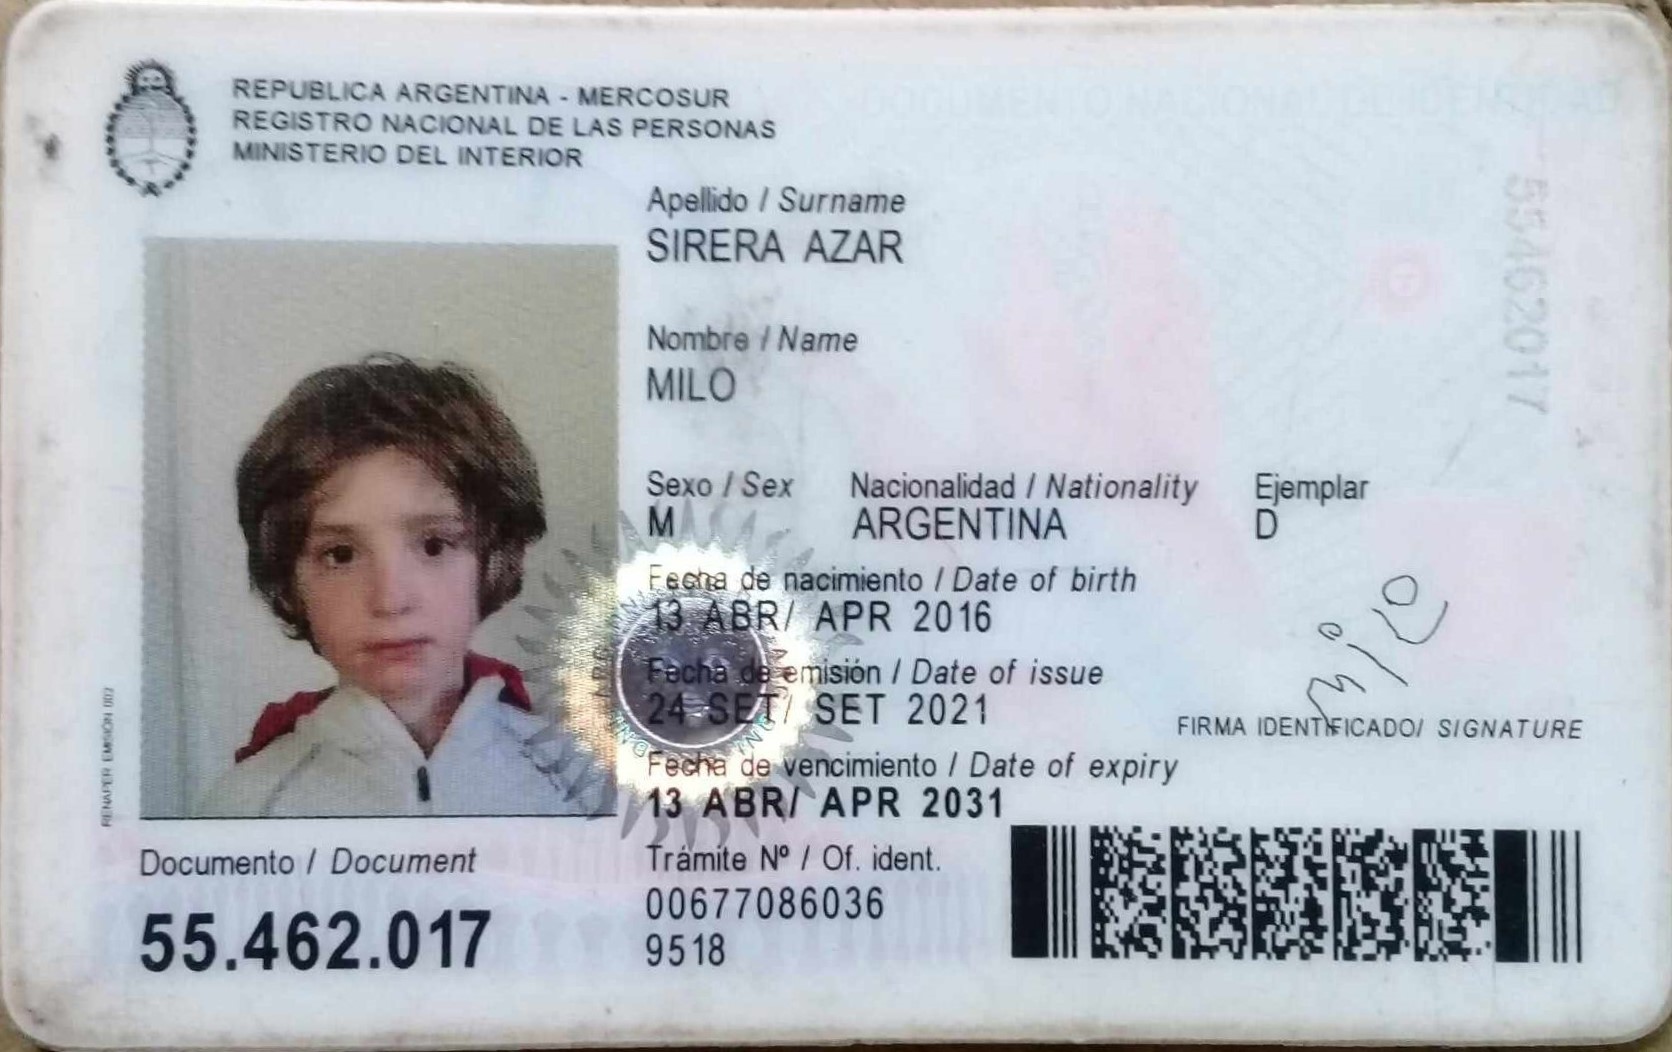 REPUBLICA ARGENTINA - MERCOSUR
REGISTRO NACIONAL DE LAS PERSONAS
MINISTERIO DEL INTERIOR
DOCUMENTO NACIONAL DE IDENTIDAD
Apellido / Surname
SIRERA AZAR
Nombre / Name
MILO
Sexo / Sex Nacionalidad / Nationality Ejemplar
M ARGENTINA D
Fecha de nacimiento / Date of birth
13 ABR/ APR 2016
Fecha de emisión / Date of issue
24 SET/ SET 2021
Fecha de vencimiento / Date of expiry
13 ABR/ APR 2031
FIRMA IDENTIFICADO/ SIGNATURE
milo
55462017
RENAPER EMISION 002
Documento / Document
55.462.017
Trámite Nº / Of. ident.
00677086036
9518